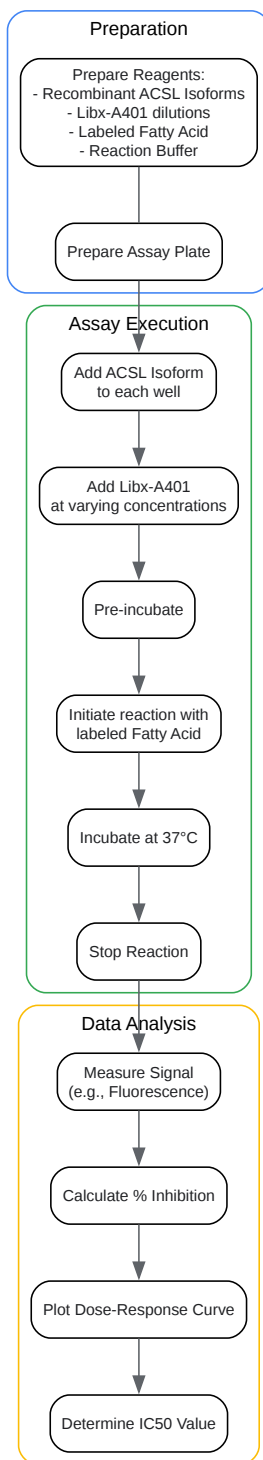 Preparation
Prepare Reagents:
- Recombinant ACSL Isoforms
- Libx-A401 dilutions
- Labeled Fatty Acid
- Reaction Buffer
Prepare Assay Plate
Assay Execution
Add ACSL Isoform
to each well
Add Libx-A401
at varying concentrations
Pre-incubate
Initiate reaction with
labeled Fatty Acid
Incubate at 37°C
Stop Reaction
Data Analysis
Measure Signal
(e.g., Fluorescence)
Calculate % Inhibition
Plot Dose-Response Curve
Determine IC50 Value